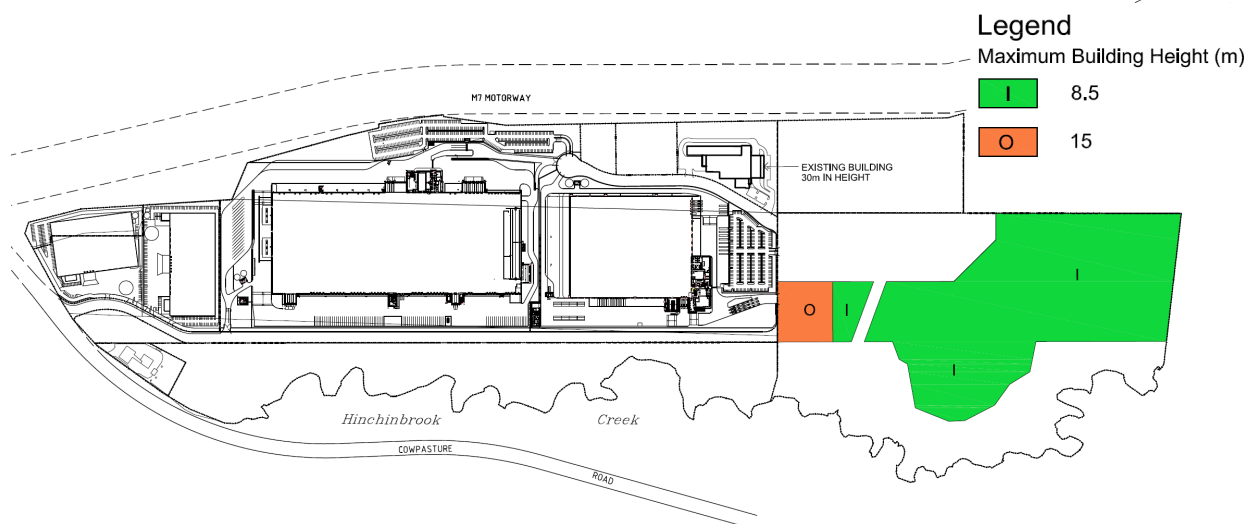 Legend
Maximum Building Height (m)
I 8.5
O 15
M7 MOTORWAY
EXISTING BUILDING
30m IN HEIGHT
I
O
I
I
Hinchinbrook Creek
COWPASTURE
ROAD